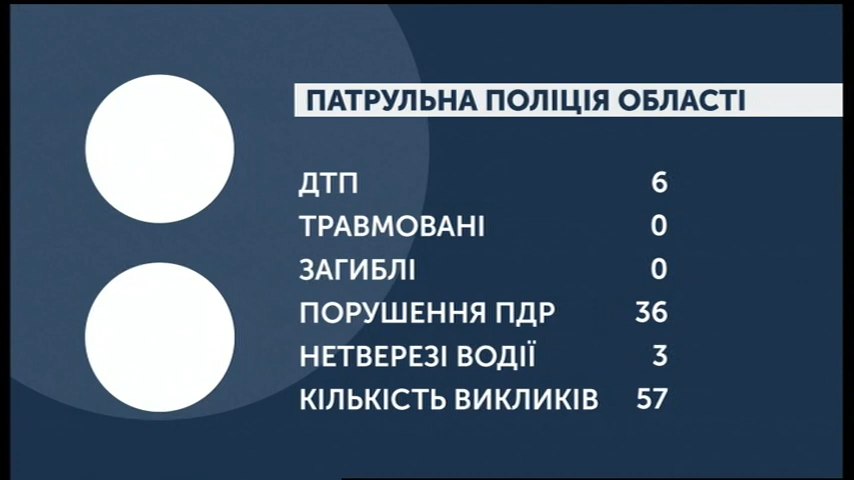 ПАТРУЛЬНА ПОЛІЦІЯ ОБЛАСТІ
ДТП 6
ТРАВМОВАНІ 0
ЗАГИБЛІ 0
ПОРУШЕННЯ ПДР 36
НЕТВЕРЕЗІ ВОДІЇ 3
КІЛЬКІСТЬ ВИКЛИКІВ 57